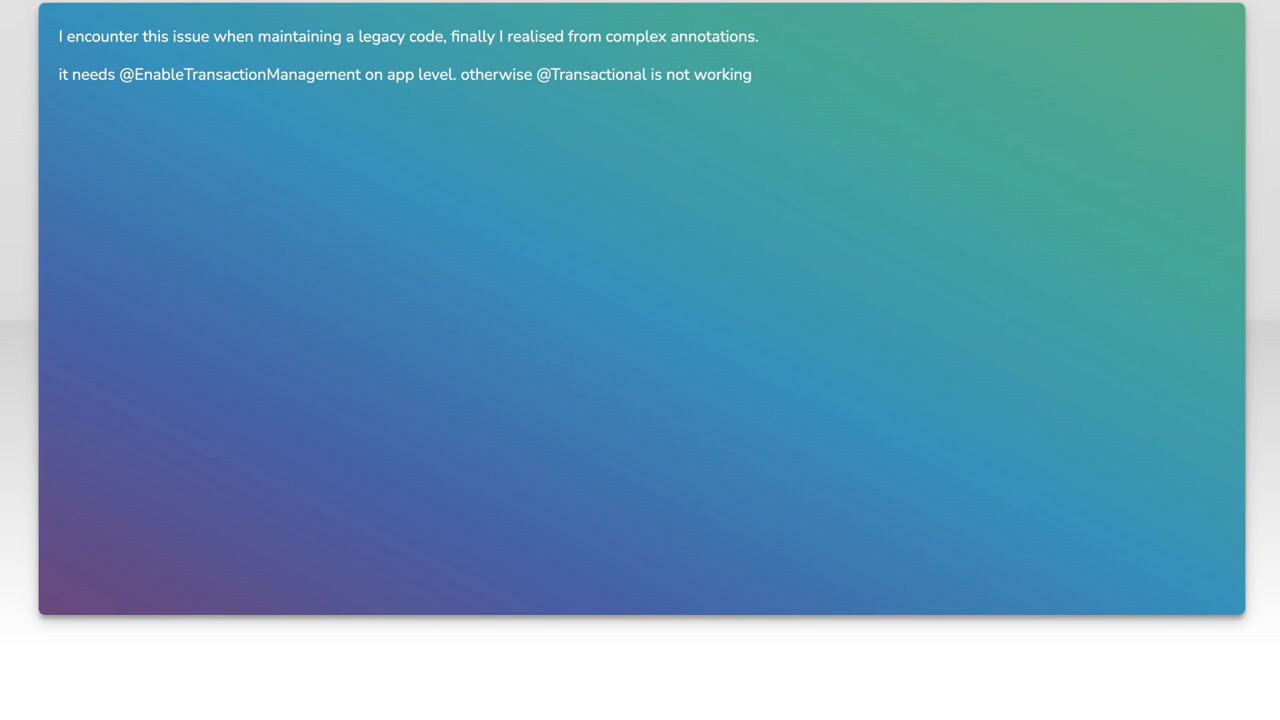 I encounter this issue when maintaining a legacy code, finally I realised from complex annotations.
it needs @EnableTransactionManagement on app level. otherwise @Transactional is not working